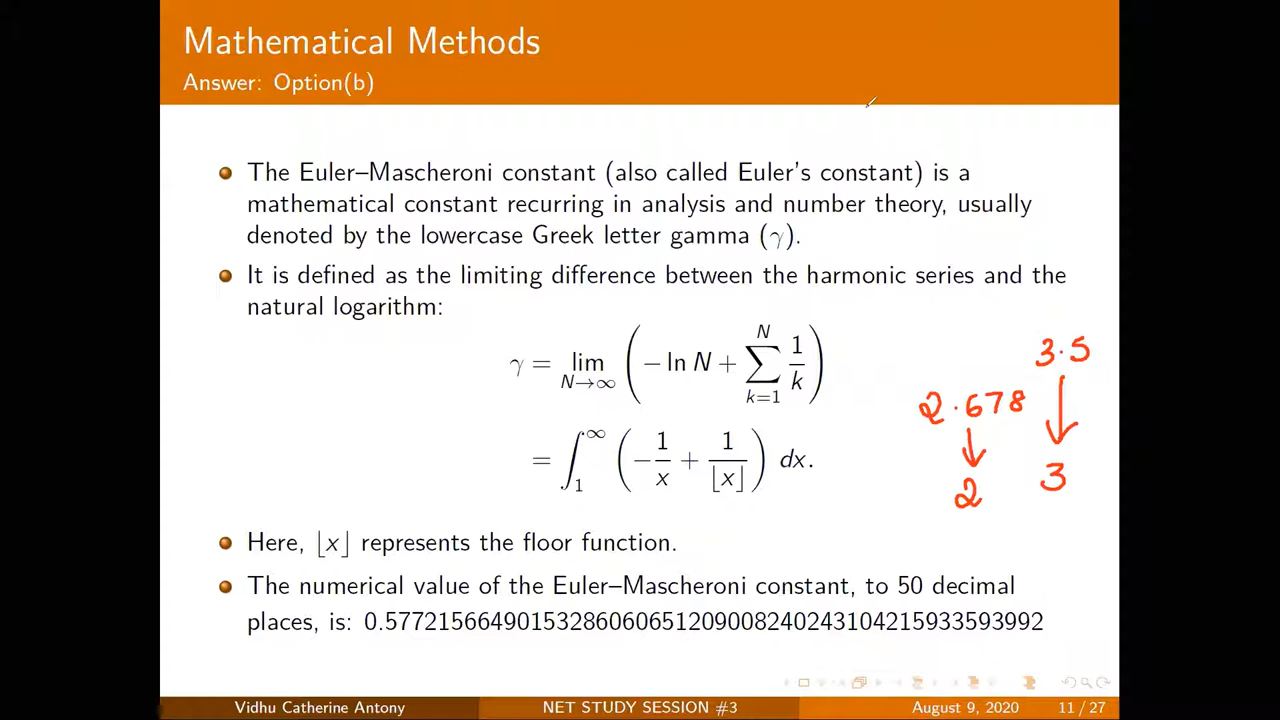 Mathematical Methods
Answer: Option(b)
The Euler–Mascheroni constant (also called Euler's constant) is a
mathematical constant recurring in analysis and number theory, usually
denoted by the lowercase Greek letter gamma (γ).
It is defined as the limiting difference between the harmonic series and the
natural logarithm:
γ = lim N→∞ ( − ln N + ∑ k=1 N 1/k )
= ∫ 1 ∞ ( − 1/x + 1/⌊x⌋ ) dx.
3.5
2.678
2
3
Here, ⌊x⌋ represents the floor function.
The numerical value of the Euler–Mascheroni constant, to 50 decimal
places, is: 0.57721566490153286060651209008240243104215933593992
Vidhu Catherine Antony NET STUDY SESSION #3 August 9, 2020 11 / 27